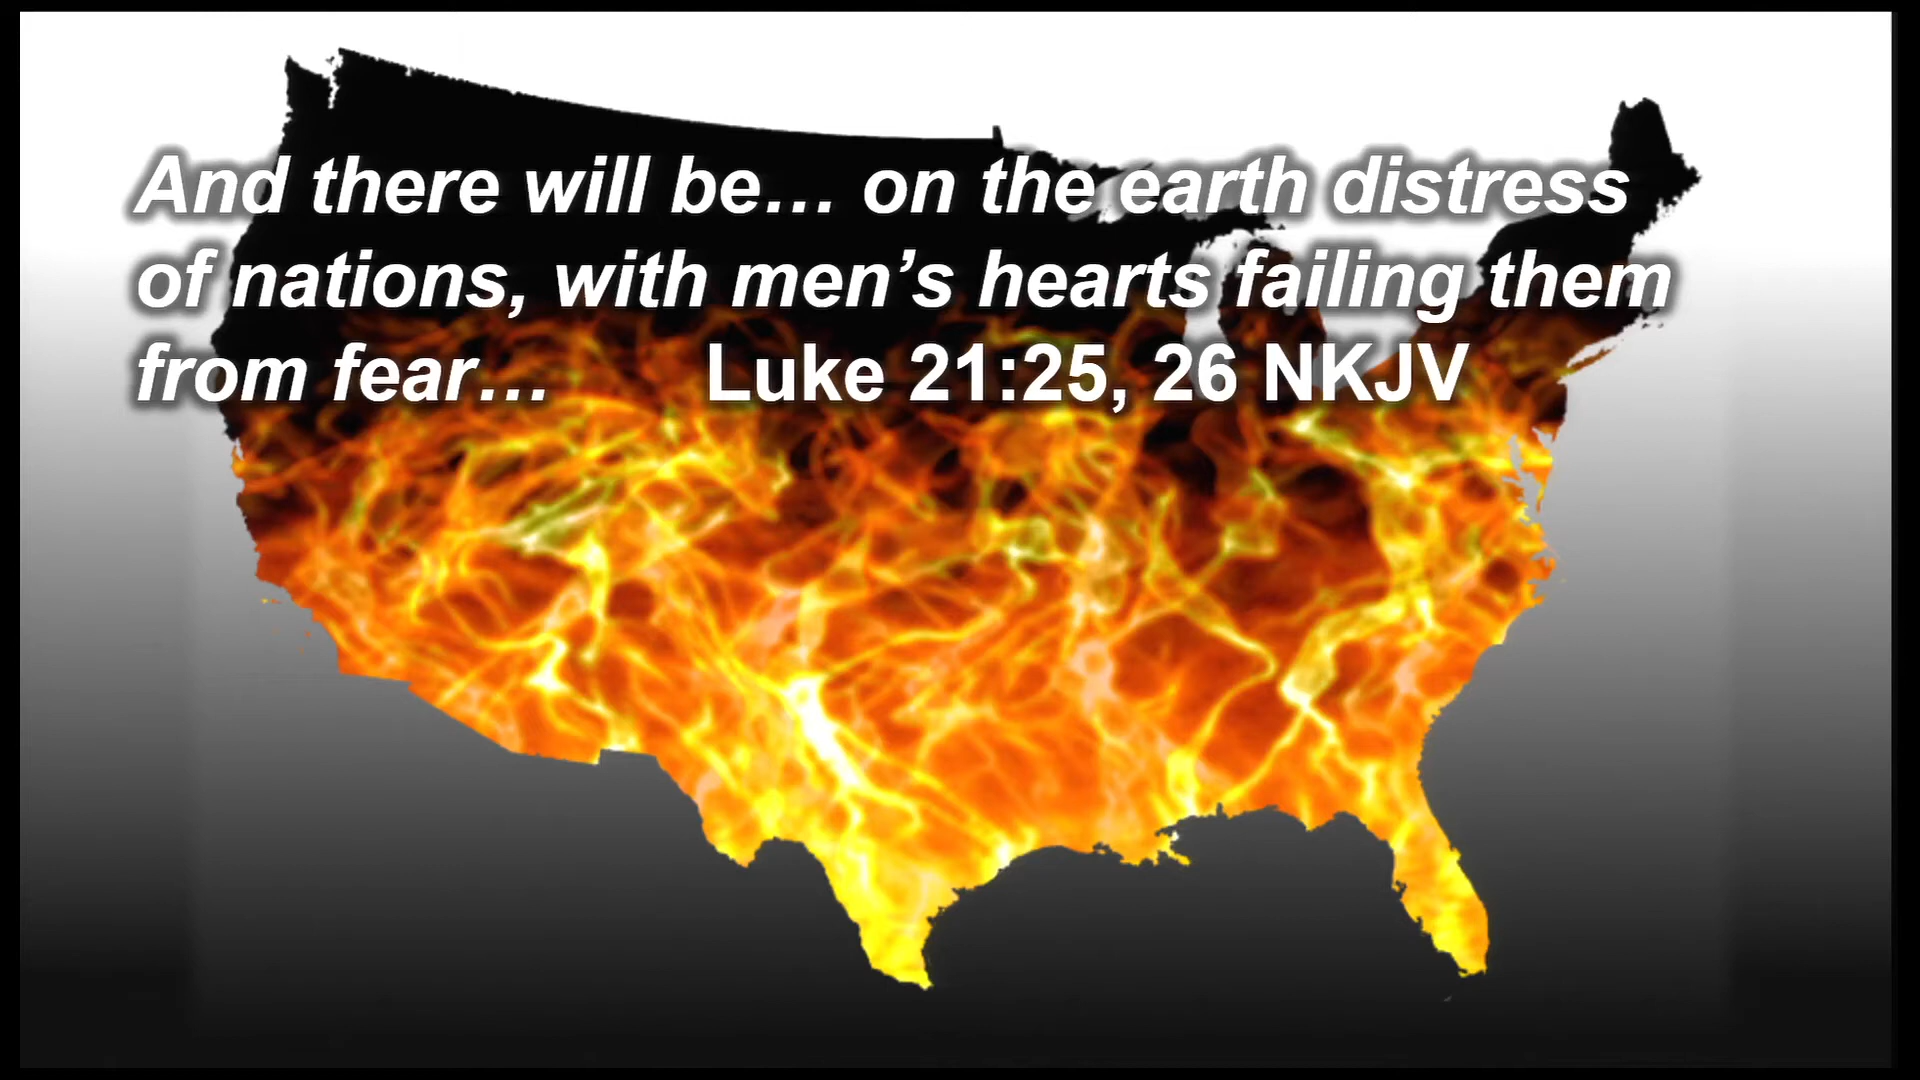 And there will be… on the earth distress
of nations, with men’s hearts failing them
from fear… Luke 21:25, 26 NKJV